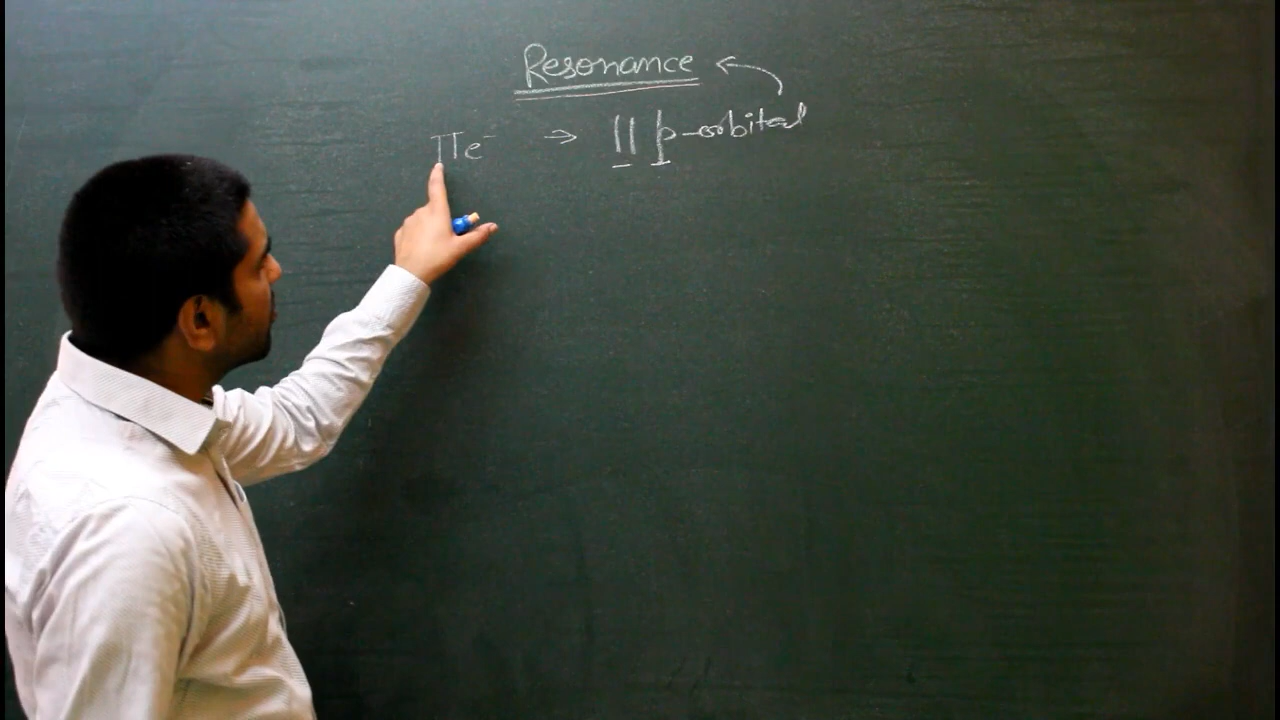 Resonance ←
πe⁻ → || p-orbital